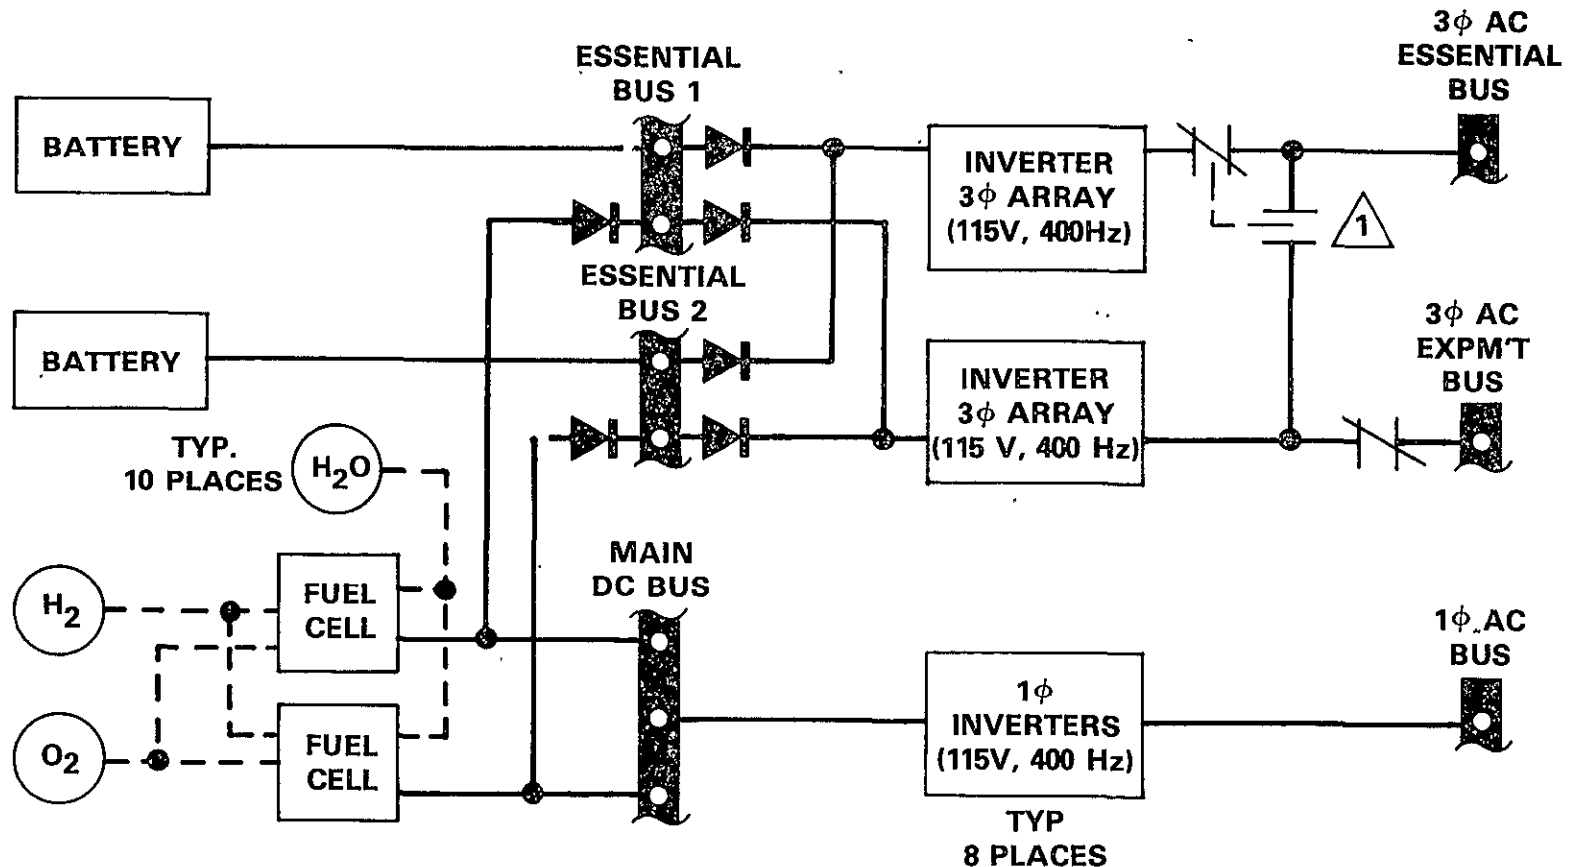 3ϕ AC
ESSENTIAL
BUS
ESSENTIAL
BUS 1
BATTERY
INVERTER
3ϕ ARRAY
(115V, 400Hz)
1
ESSENTIAL
BUS 2
BATTERY
INVERTER
3ϕ ARRAY
(115 V, 400 Hz)
3ϕ AC
EXPM'T
BUS
TYP.
10 PLACES
H2O
MAIN
DC BUS
H2
FUEL
CELL
O2
FUEL
CELL
1ϕ
INVERTERS
(115V, 400 Hz)
TYP
8 PLACES
1ϕ AC
BUS